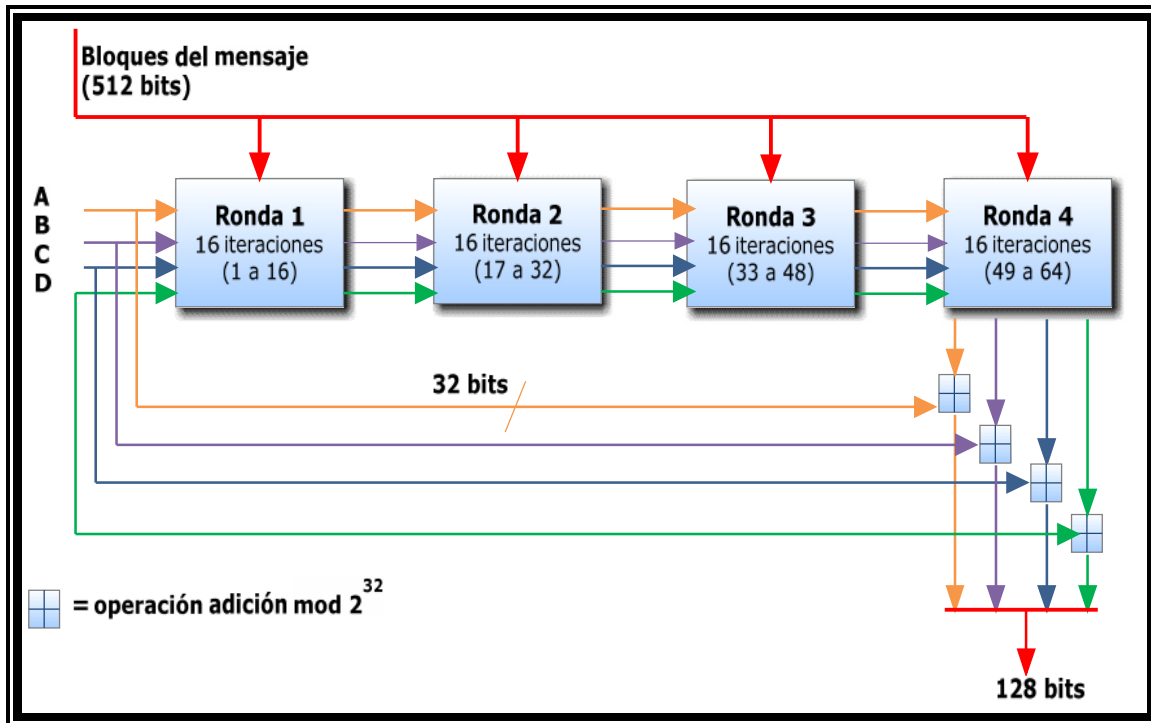 Bloques del mensaje
(512 bits)
A
B
C
D
Ronda 1
16 iteraciones
(1 a 16)
Ronda 2
16 iteraciones
(17 a 32)
Ronda 3
16 iteraciones
(33 a 48)
Ronda 4
16 iteraciones
(49 a 64)
32 bits
= operación adición mod 2^32
128 bits